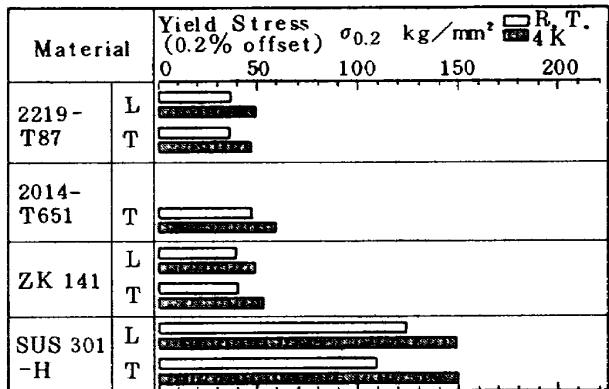 Material
Yield Stress
(0.2% offset) σ0.2 kg/mm²
R.T.
4K
0 50 100 150 200
2219-
T87
L
T
2014-
T651
T
ZK 141
L
T
SUS 301
-H
L
T